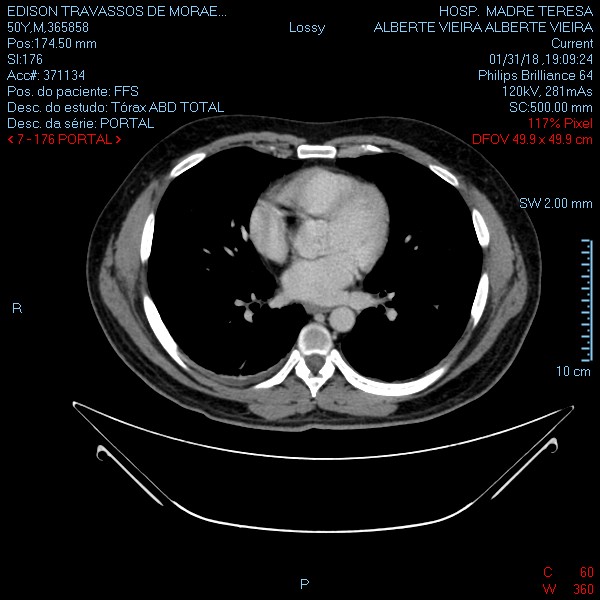 EDISON TRAVASSOS DE MORAE...
50Y,M,365858
Pos:174.50 mm
SI:176
Acc#: 371134
Pos. do paciente: FFS
Desc. do estudo: Tórax ABD TOTAL
Desc. da série: PORTAL
< 7 - 176 PORTAL >
Lossy
HOSP. MADRE TERESA
ALBERTE VIEIRA ALBERTE VIEIRA
Current
01/31/18 ,19:09:24
Philips Brilliance 64
120kV, 281mAs
SC:500.00 mm
117% Pixel
DFOV 49.9 x 49.9 cm
SW 2.00 mm
R
10 cm
P
C 60
W 360